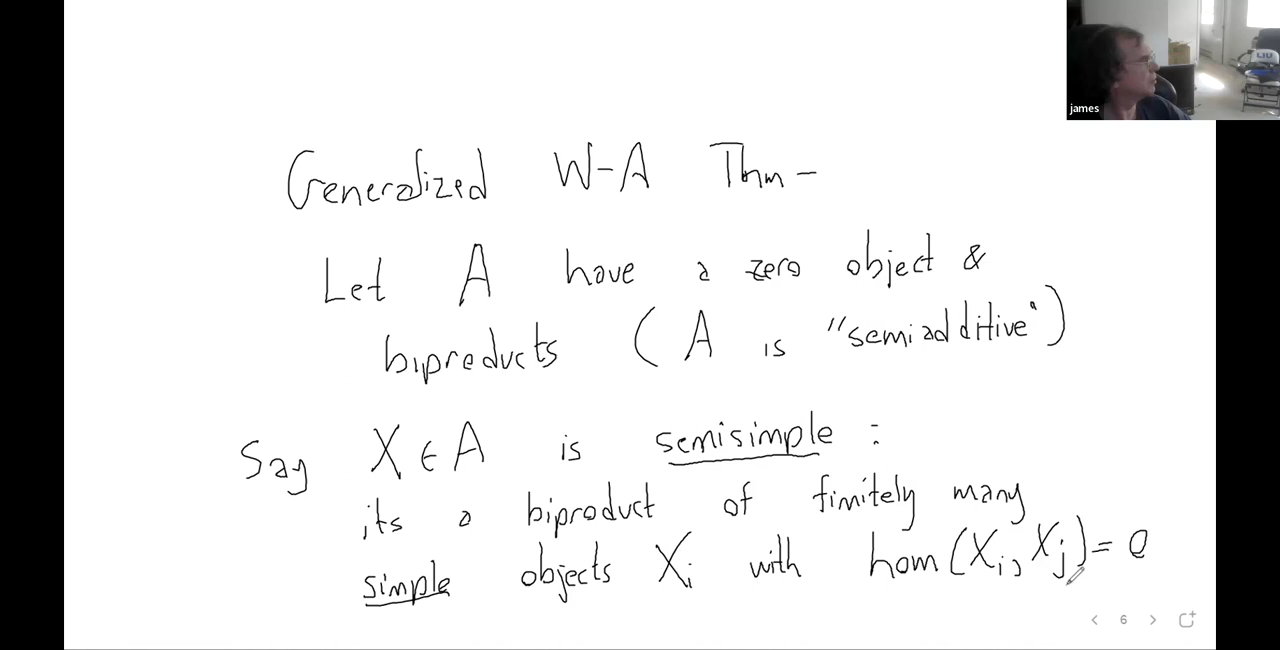 LIU
james
Generalized W-A Thm -
Let A have a zero object &
biproducts (A is "semiadditive")
Say X ∈ A is semisimple :
its a biproduct of finitely many
simple objects Xi with hom(Xi, Xj) = 0
6